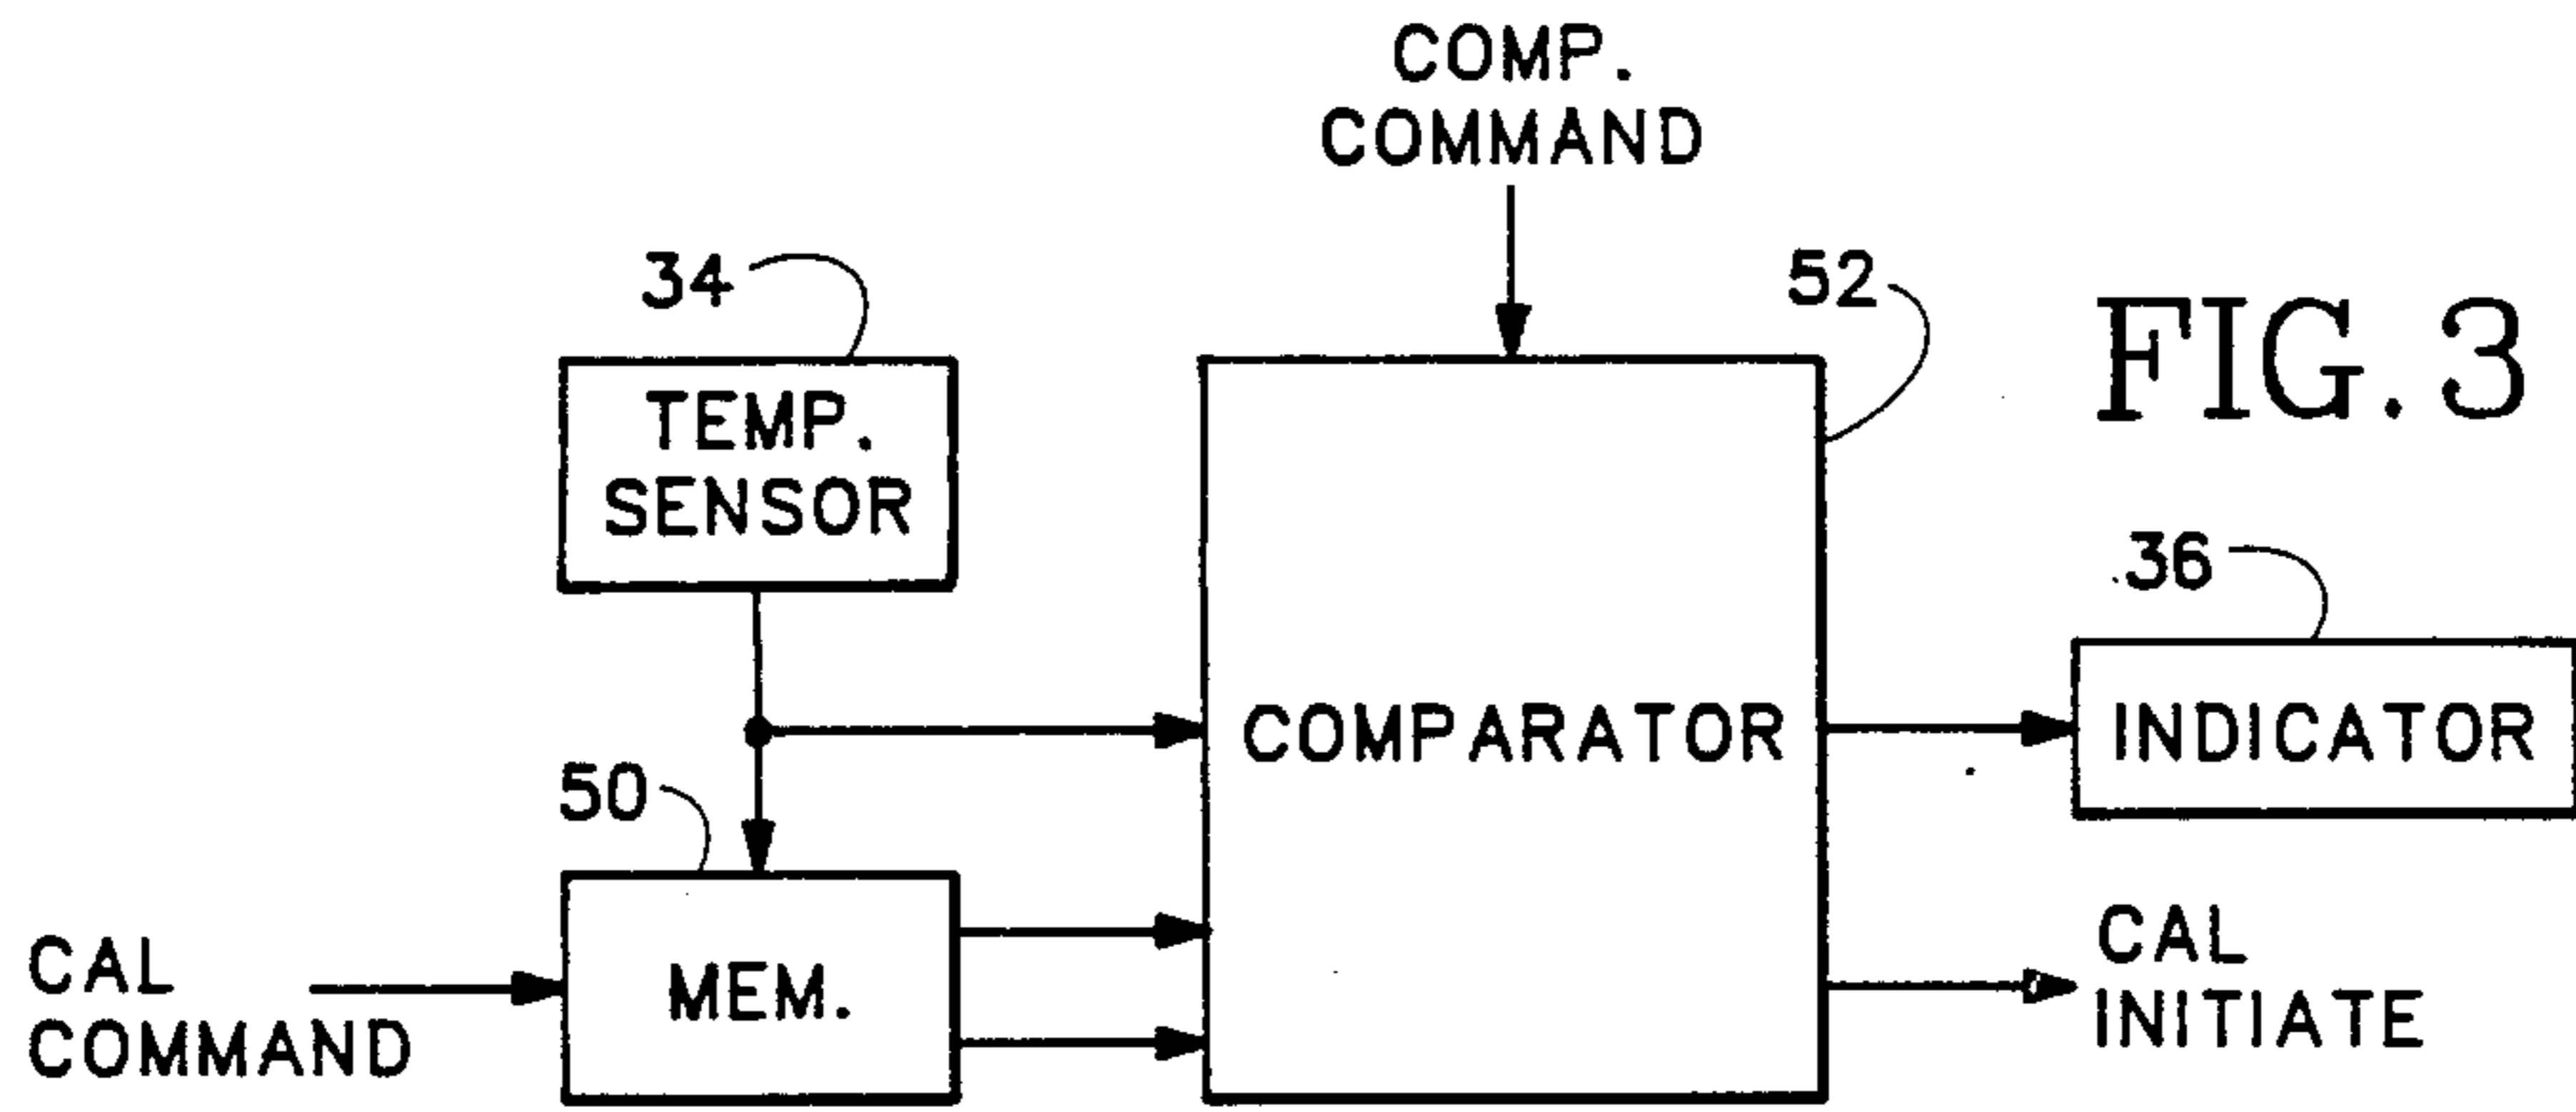 COMP.
COMMAND
34
52
FIG. 3
TEMP.
SENSOR
36
COMPARATOR
INDICATOR
50
CAL
COMMAND
MEM.
CAL
INITIATE